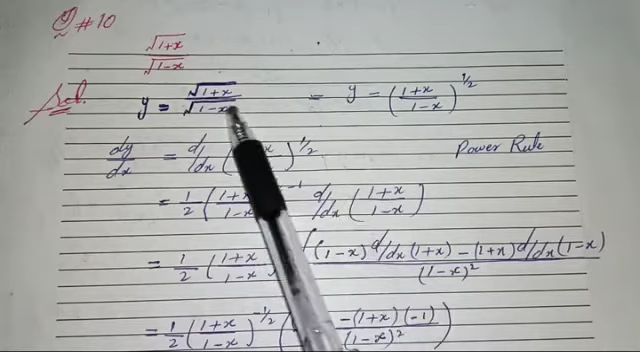 Q #10
√1+x / √1-x
Sol.
y = √1+x / √1-x = y = (1+x / 1-x)^1/2
dy/dx = d/dx ( x )^1/2 Power Rule
= 1/2 (1+x / 1-x) -1 d/dx (1+x / 1-x)
= 1/2 (1+x / 1-x) (1-x) d/dx (1+x) - (1+x) d/dx (1-x) / (1-x)^2
= 1/2 (1+x / 1-x)^-1/2 ( -(1+x)(-1) / (1-x)^2 )